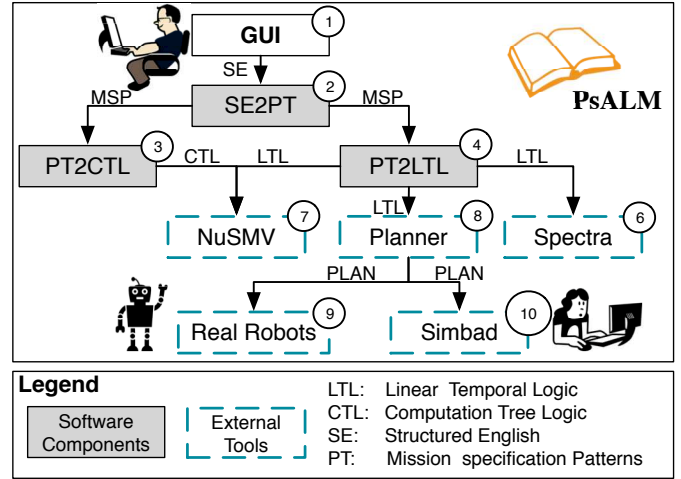 GUI
1
PsALM
SE
SE2PT
2
MSP
MSP
PT2CTL
3
CTL
LTL
PT2LTL
4
LTL
LTL
NuSMV
7
Planner
8
Spectra
6
PLAN
PLAN
Real Robots
9
Simbad
10
Legend
Software
Components
External
Tools
LTL: Linear Temporal Logic
CTL: Computation Tree Logic
SE: Structured English
PT: Mission specification Patterns